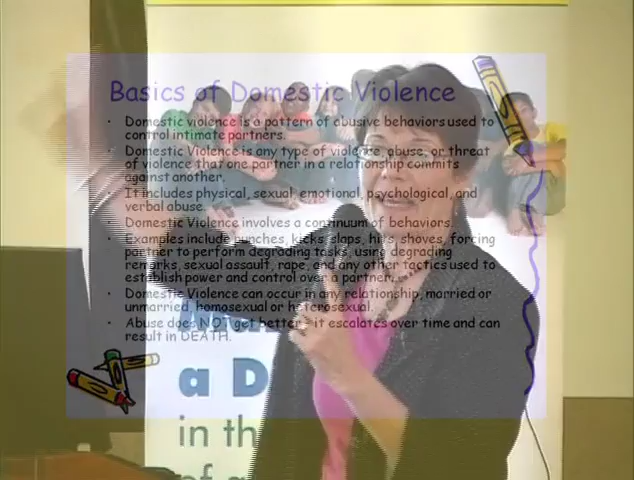 Basics of Domestic Violence
• Domestic violence is a pattern of abusive behaviors used to
control intimate partners.
• Domestic Violence is any type of violence, abuse, or threat
of violence that one partner in a relationship commits
against another.
• It includes physical, sexual, emotional, psychological, and
verbal abuse.
• Domestic Violence involves a continuum of behaviors.
• Examples include punches, kicks, slaps, hits, shoves, forcing
partner to perform degrading tasks, using degrading
remarks, sexual assault, rape, and any other tactics used to
establish power and control over a partner.
• Domestic Violence can occur in any relationship, married or
unmarried, homosexual or heterosexual.
• Abuse does NOT get better - it escalates over time and can
result in DEATH.
a D
in th
of a